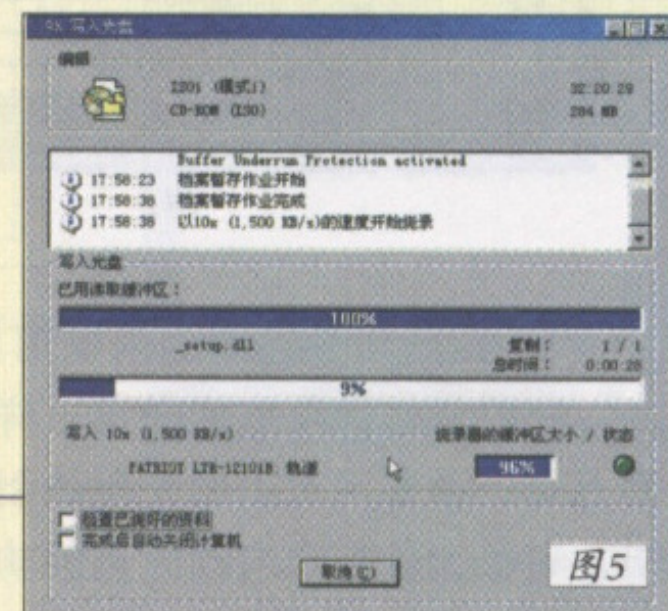 9% 写入光盘
编辑
ISO1 (模式1) 32:20.29
CD-ROM (ISO) 284 MB
Buffer Underrun Protection activated
17:58:23 档案暂存作业开始
17:58:38 档案暂存作业完成
17:58:38 以10x (1,500 KB/s)的速度开始烧录
写入光盘
已用读取缓冲区：
100%
_setup.dll 复制： 1 / 1
总时间： 0:00:28
9%
写入 10x (1,500 KB/s) 烧录器的缓冲区大小 / 状态
PATRIOT LTR-12101B 轨道 96%
检查已烧好的资料
完成后自动关闭计算机
取消(C)
图5